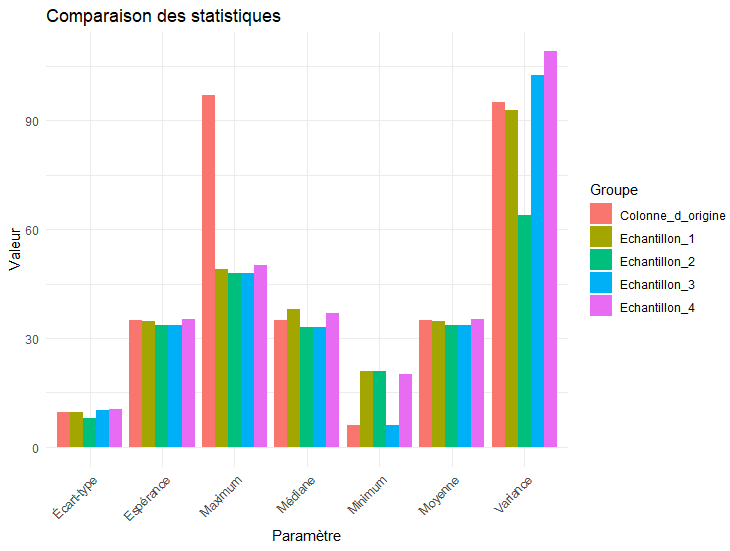 Comparaison des statistiques
Valeur
90
60
30
0
Écart-type
Espérance
Maximum
Médiane
Minimum
Moyenne
Variance
Paramètre
Groupe
Colonne_d_origine
Echantillon_1
Echantillon_2
Echantillon_3
Echantillon_4